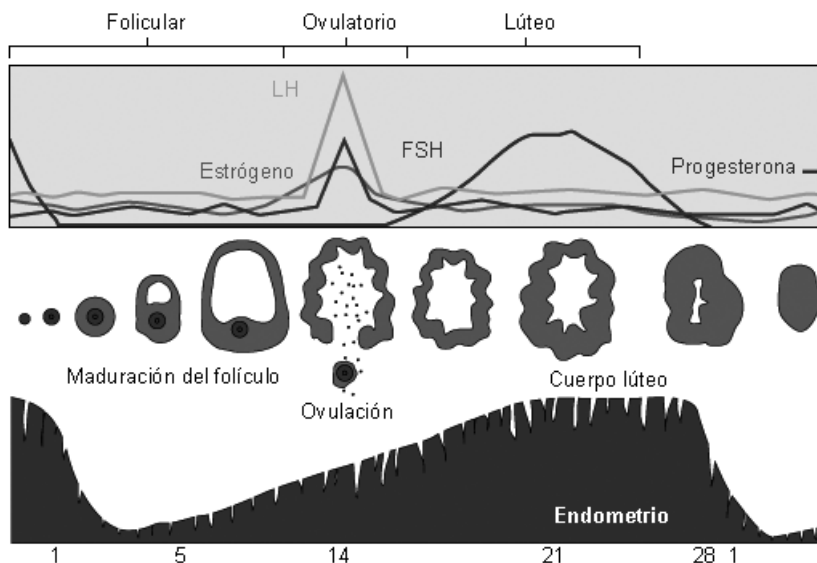 Folicular Ovulatorio Lúteo
LH
FSH
Estrógeno
Progesterona
Maduración del folículo
Cuerpo lúteo
Ovulación
Endometrio
1 5 14 21 28 1